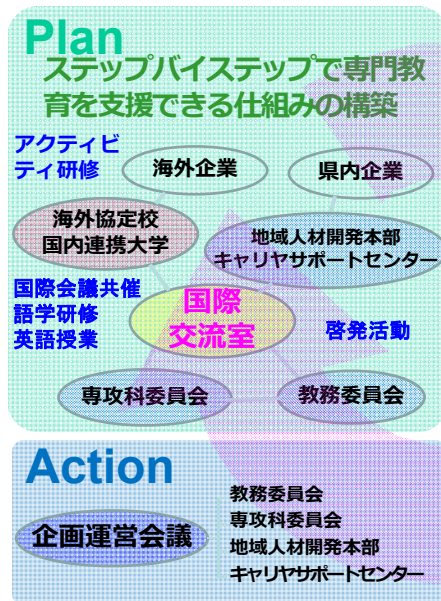 Plan
ステップバイステップで専門教
育を支援できる仕組みの構築
アクティビ
ティ研修
海外企業
県内企業
海外協定校
国内連携大学
地域人材開発本部
キャリヤサポートセンター
国際会議共催
語学研修
英語授業
国際
交流室
啓発活動
専攻科委員会
教務委員会
Action
企画運営会議
教務委員会
専攻科委員会
地域人材開発本部
キャリヤサポートセンター